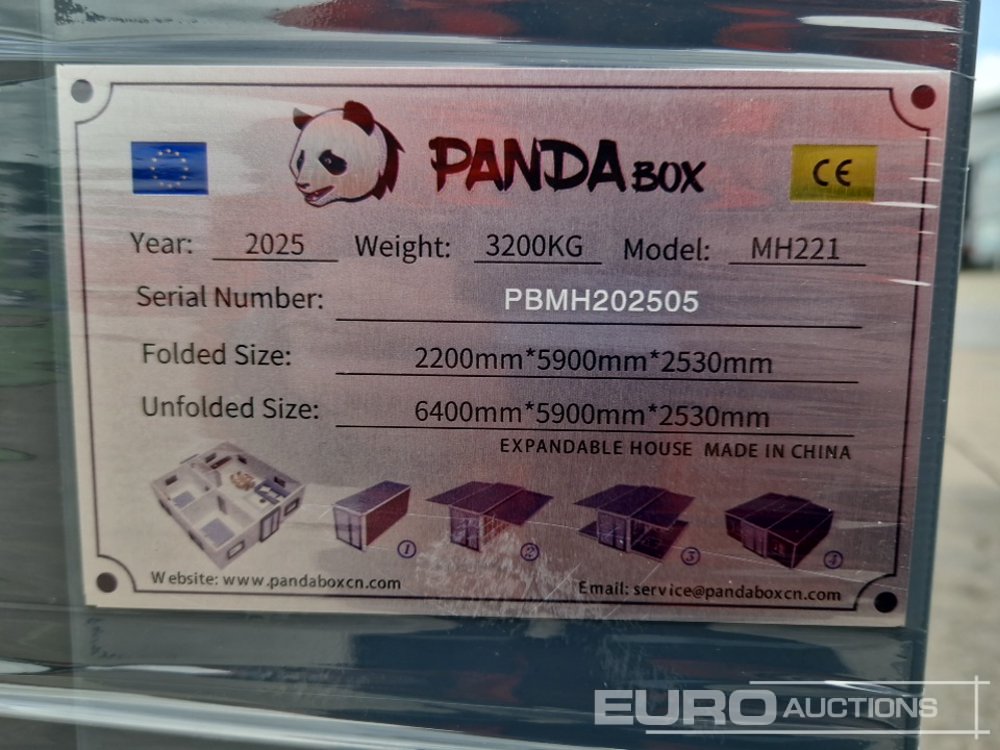 PANDA BOX
CE
Year: 2025 Weight: 3200KG Model: MH221
Serial Number: PBMH202505
Folded Size: 2200mm*5900mm*2530mm
Unfolded Size: 6400mm*5900mm*2530mm
EXPANDABLE HOUSE MADE IN CHINA
1 2 3 4
Website: www.pandaboxcn.com Email: service@pandaboxcn.com
EURO AUCTIONS